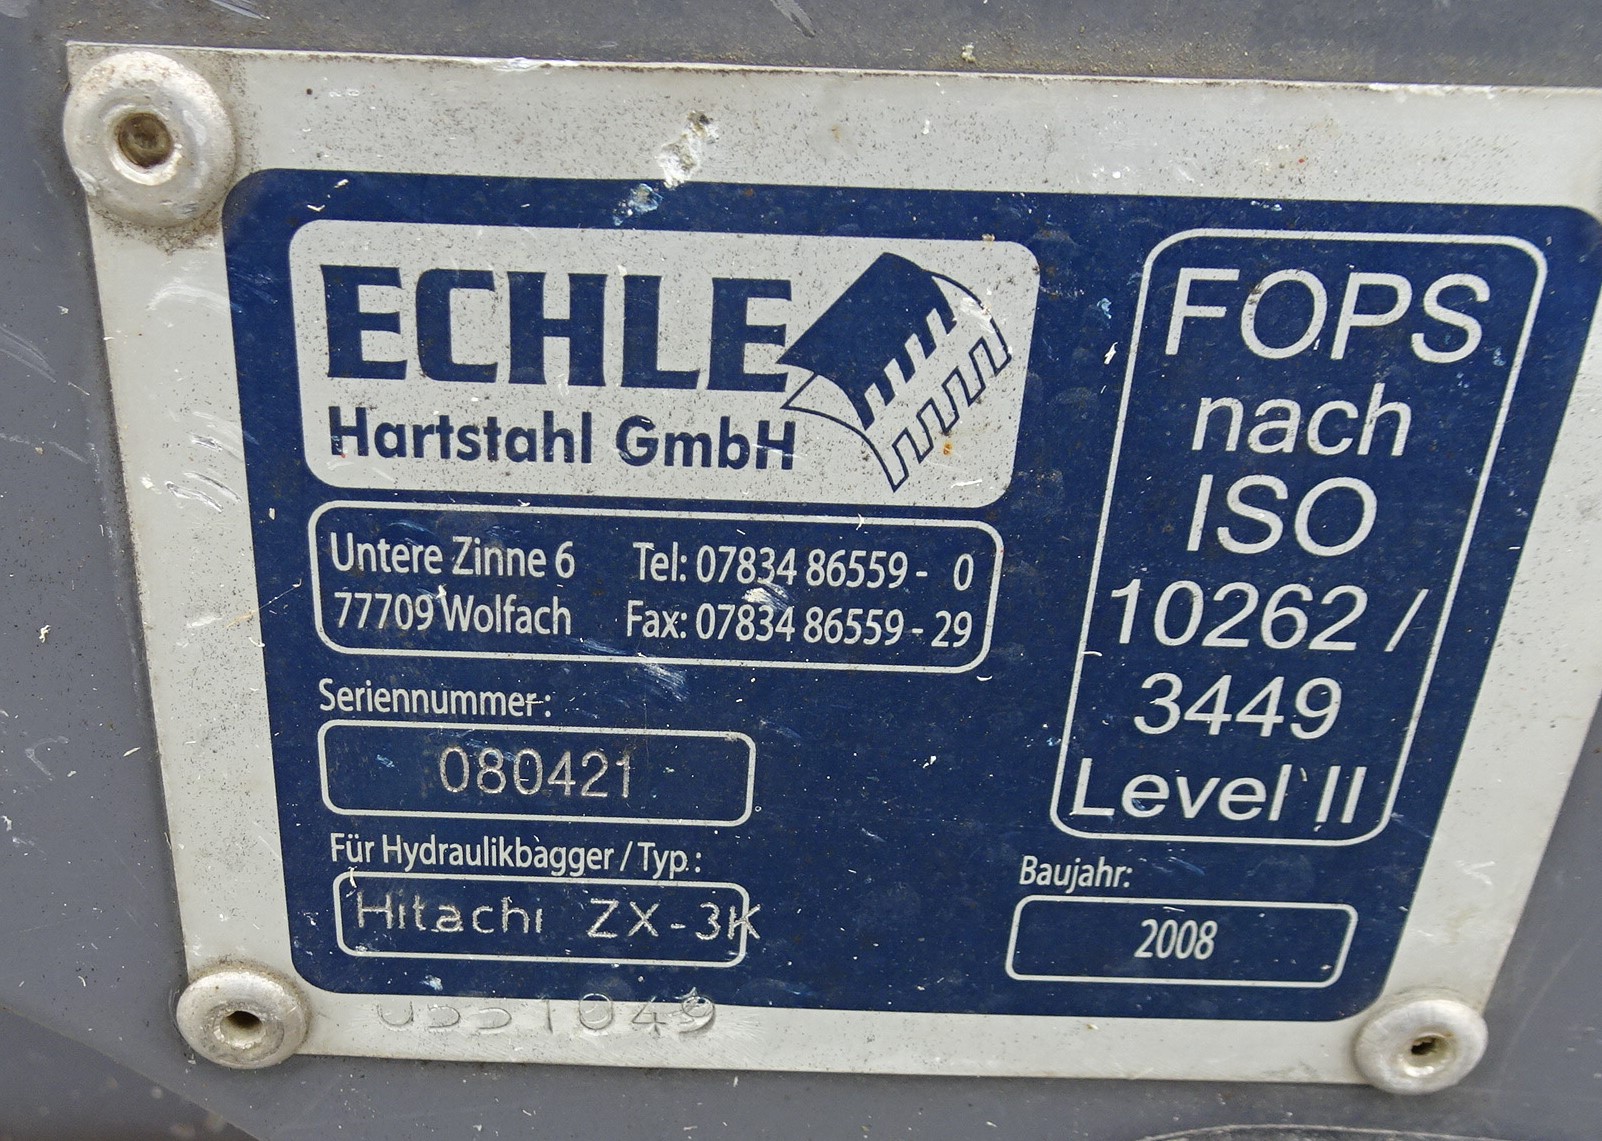 ECHLE
Hartstahl GmbH
Untere Zinne 6
77709 Wolfach
Tel: 07834 86559 - 0
Fax: 07834 86559 - 29
Seriennummer:
080421
Für Hydraulikbagger / Typ.:
Hitachi ZX-3K
FOPS
nach
ISO
10262 /
3449
Level II
Baujahr:
2008